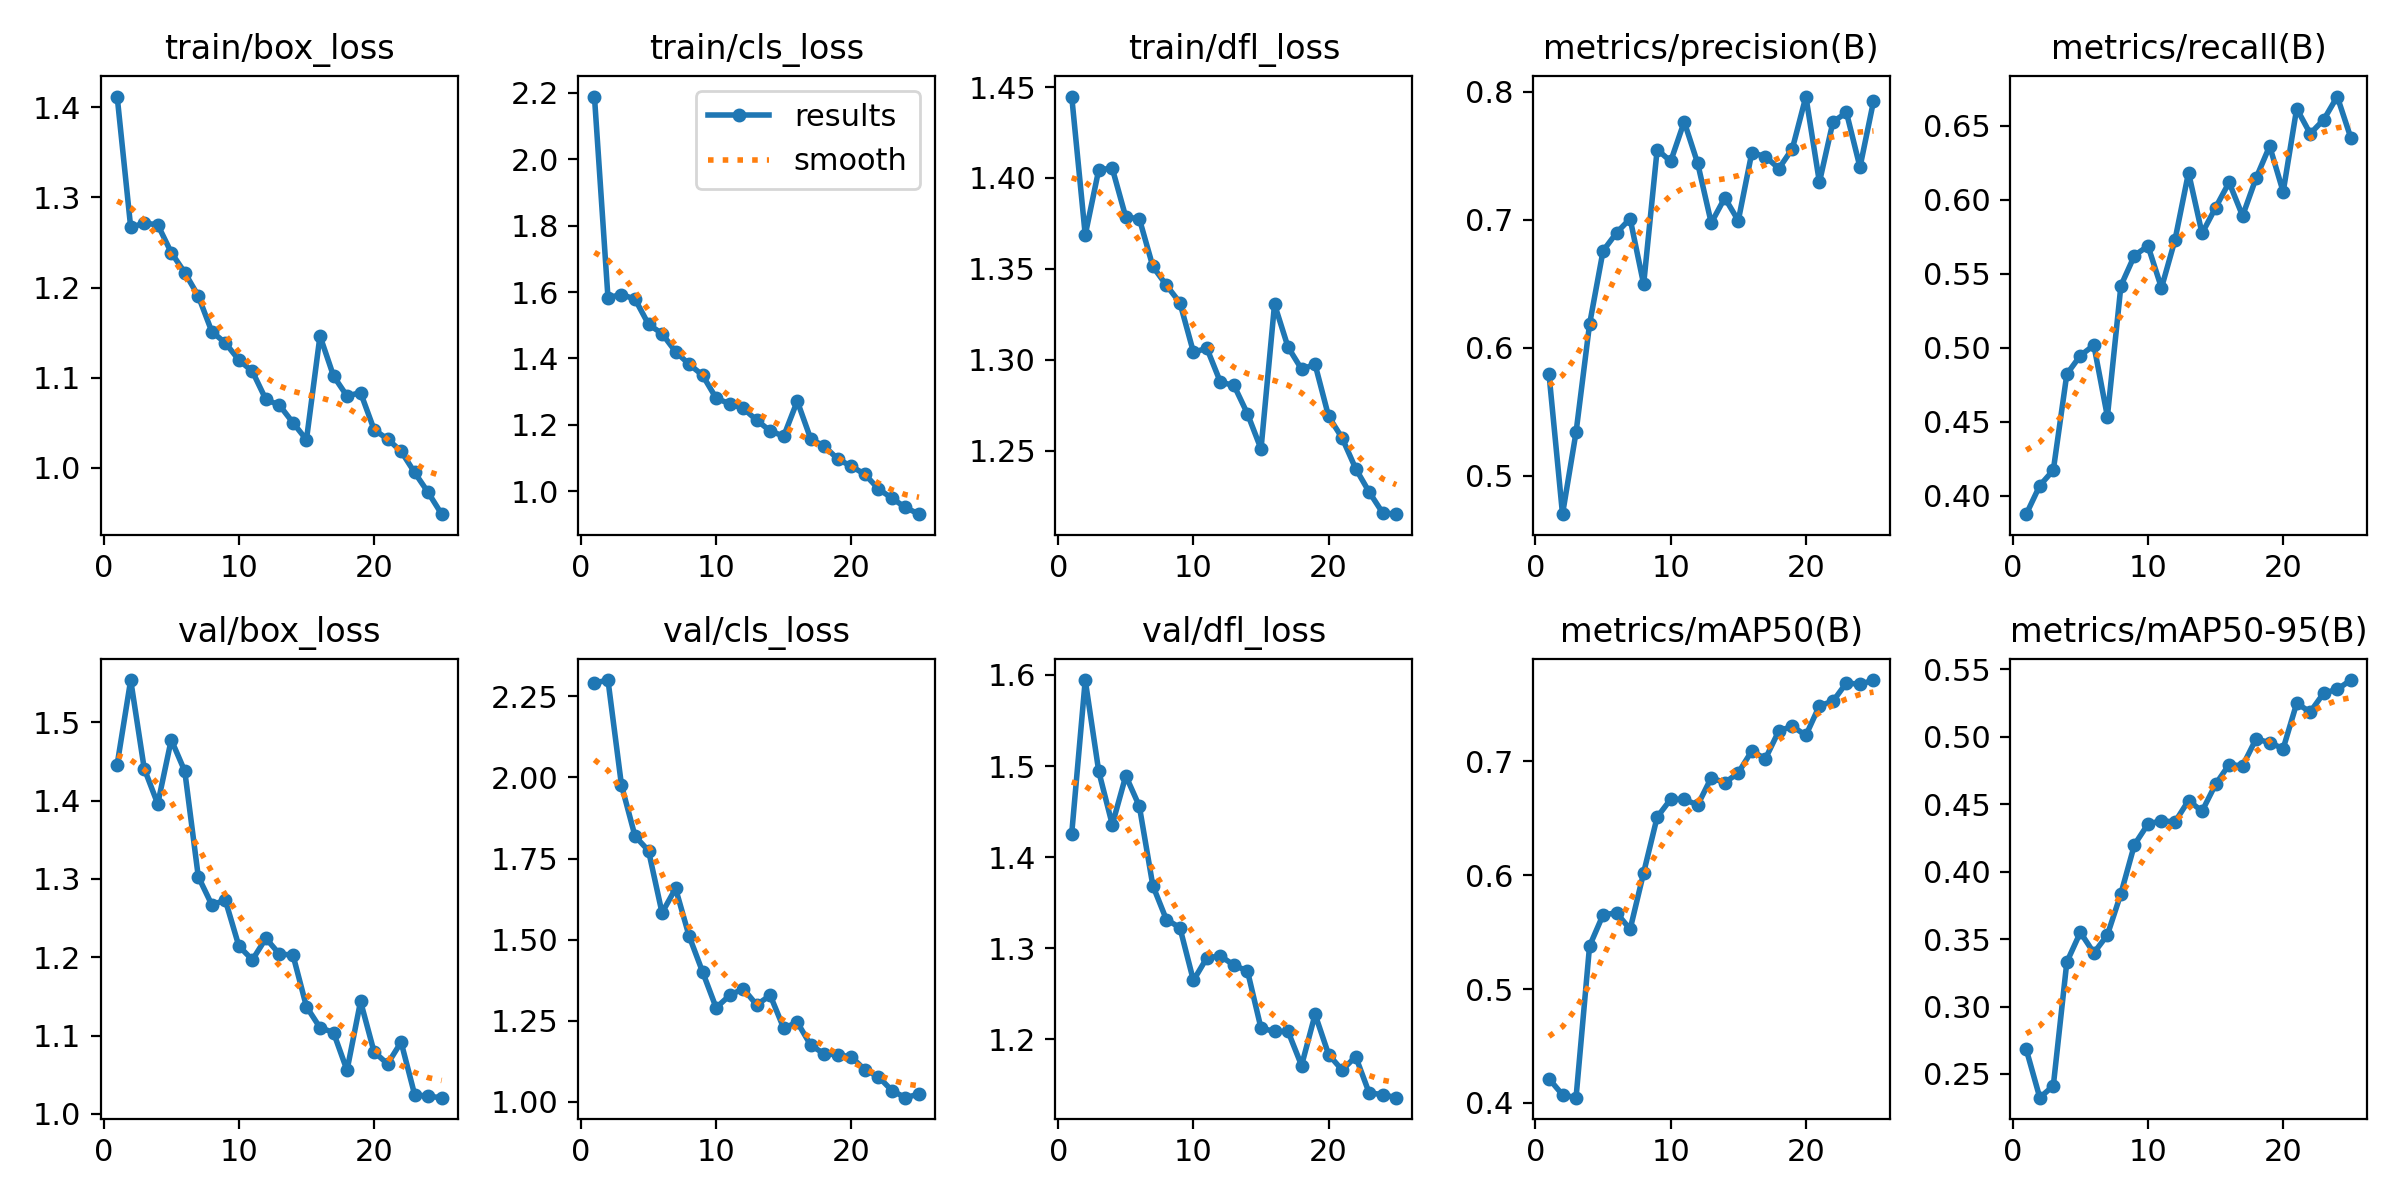 train/box_loss
1.4
1.3
1.2
1.1
1.0
0 10 20
train/cls_loss
2.2
2.0
1.8
1.6
1.4
1.2
1.0
results
smooth
0 10 20
train/dfl_loss
1.45
1.40
1.35
1.30
1.25
0 10 20
metrics/precision(B)
0.8
0.7
0.6
0.5
0 10 20
metrics/recall(B)
0.65
0.60
0.55
0.50
0.45
0.40
0 10 20
val/box_loss
1.5
1.4
1.3
1.2
1.1
1.0
0 10 20
val/cls_loss
2.25
2.00
1.75
1.50
1.25
1.00
0 10 20
val/dfl_loss
1.6
1.5
1.4
1.3
1.2
0 10 20
metrics/mAP50(B)
0.7
0.6
0.5
0.4
0 10 20
metrics/mAP50-95(B)
0.55
0.50
0.45
0.40
0.35
0.30
0.25
0 10 20